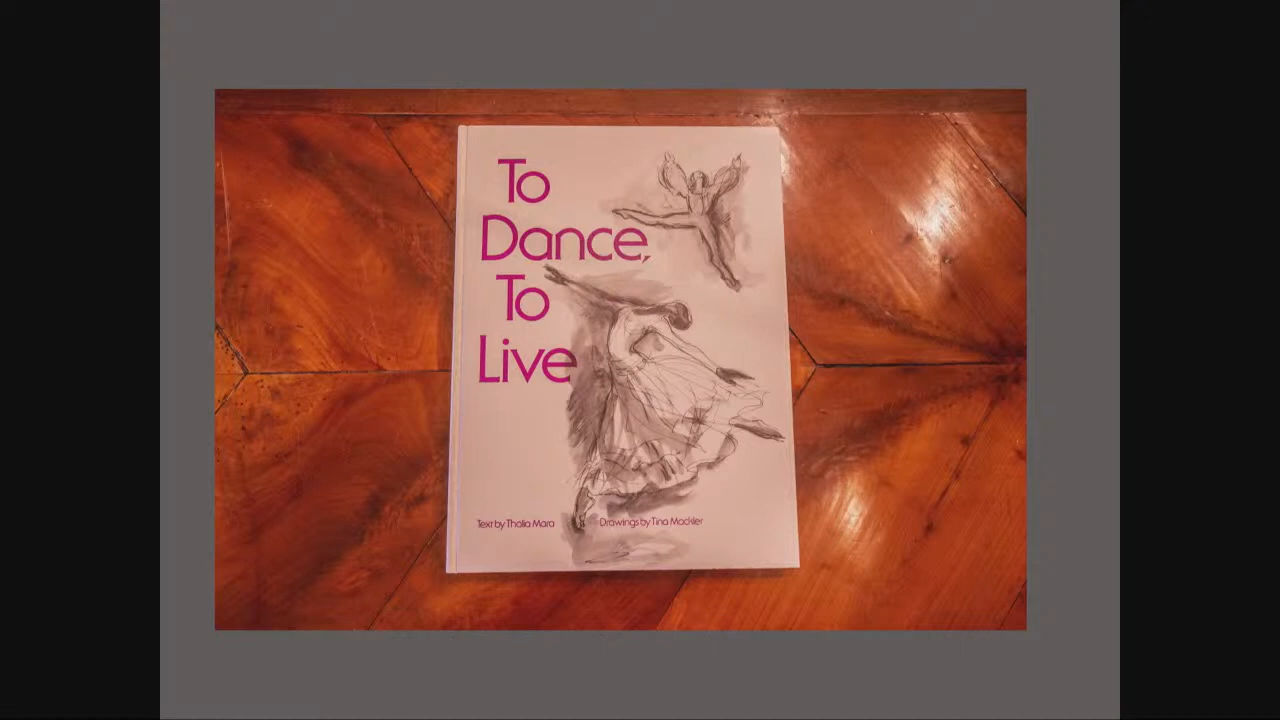 To
Dance,
To
Live
Text by Thalia Mara
Drawings by Tina Mackler